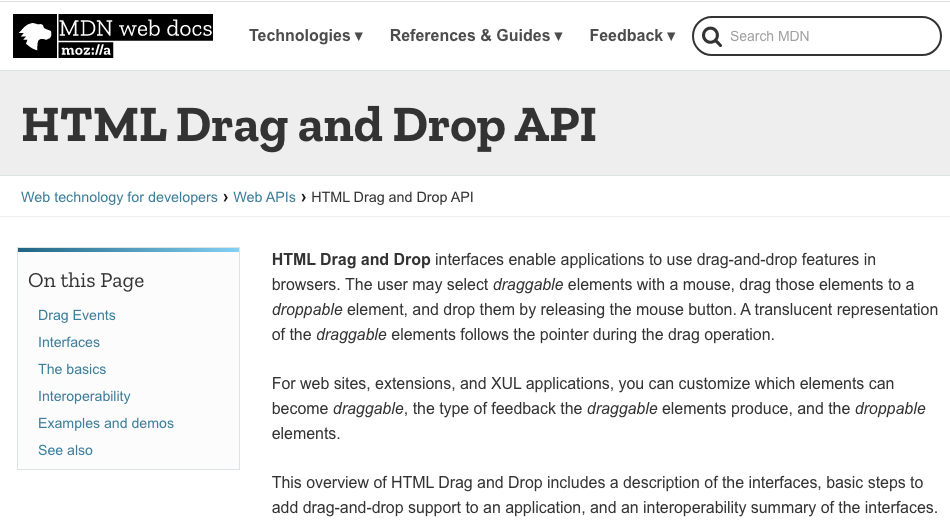 MDN web docs
moz://a
Technologies ▾ References & Guides ▾ Feedback ▾ Search MDN
HTML Drag and Drop API
Web technology for developers › Web APIs › HTML Drag and Drop API
On this Page
Drag Events
Interfaces
The basics
Interoperability
Examples and demos
See also
HTML Drag and Drop interfaces enable applications to use drag-and-drop features in
browsers. The user may select draggable elements with a mouse, drag those elements to a
droppable element, and drop them by releasing the mouse button. A translucent representation
of the draggable elements follows the pointer during the drag operation.
For web sites, extensions, and XUL applications, you can customize which elements can
become draggable, the type of feedback the draggable elements produce, and the droppable
elements.
This overview of HTML Drag and Drop includes a description of the interfaces, basic steps to
add drag-and-drop support to an application, and an interoperability summary of the interfaces.